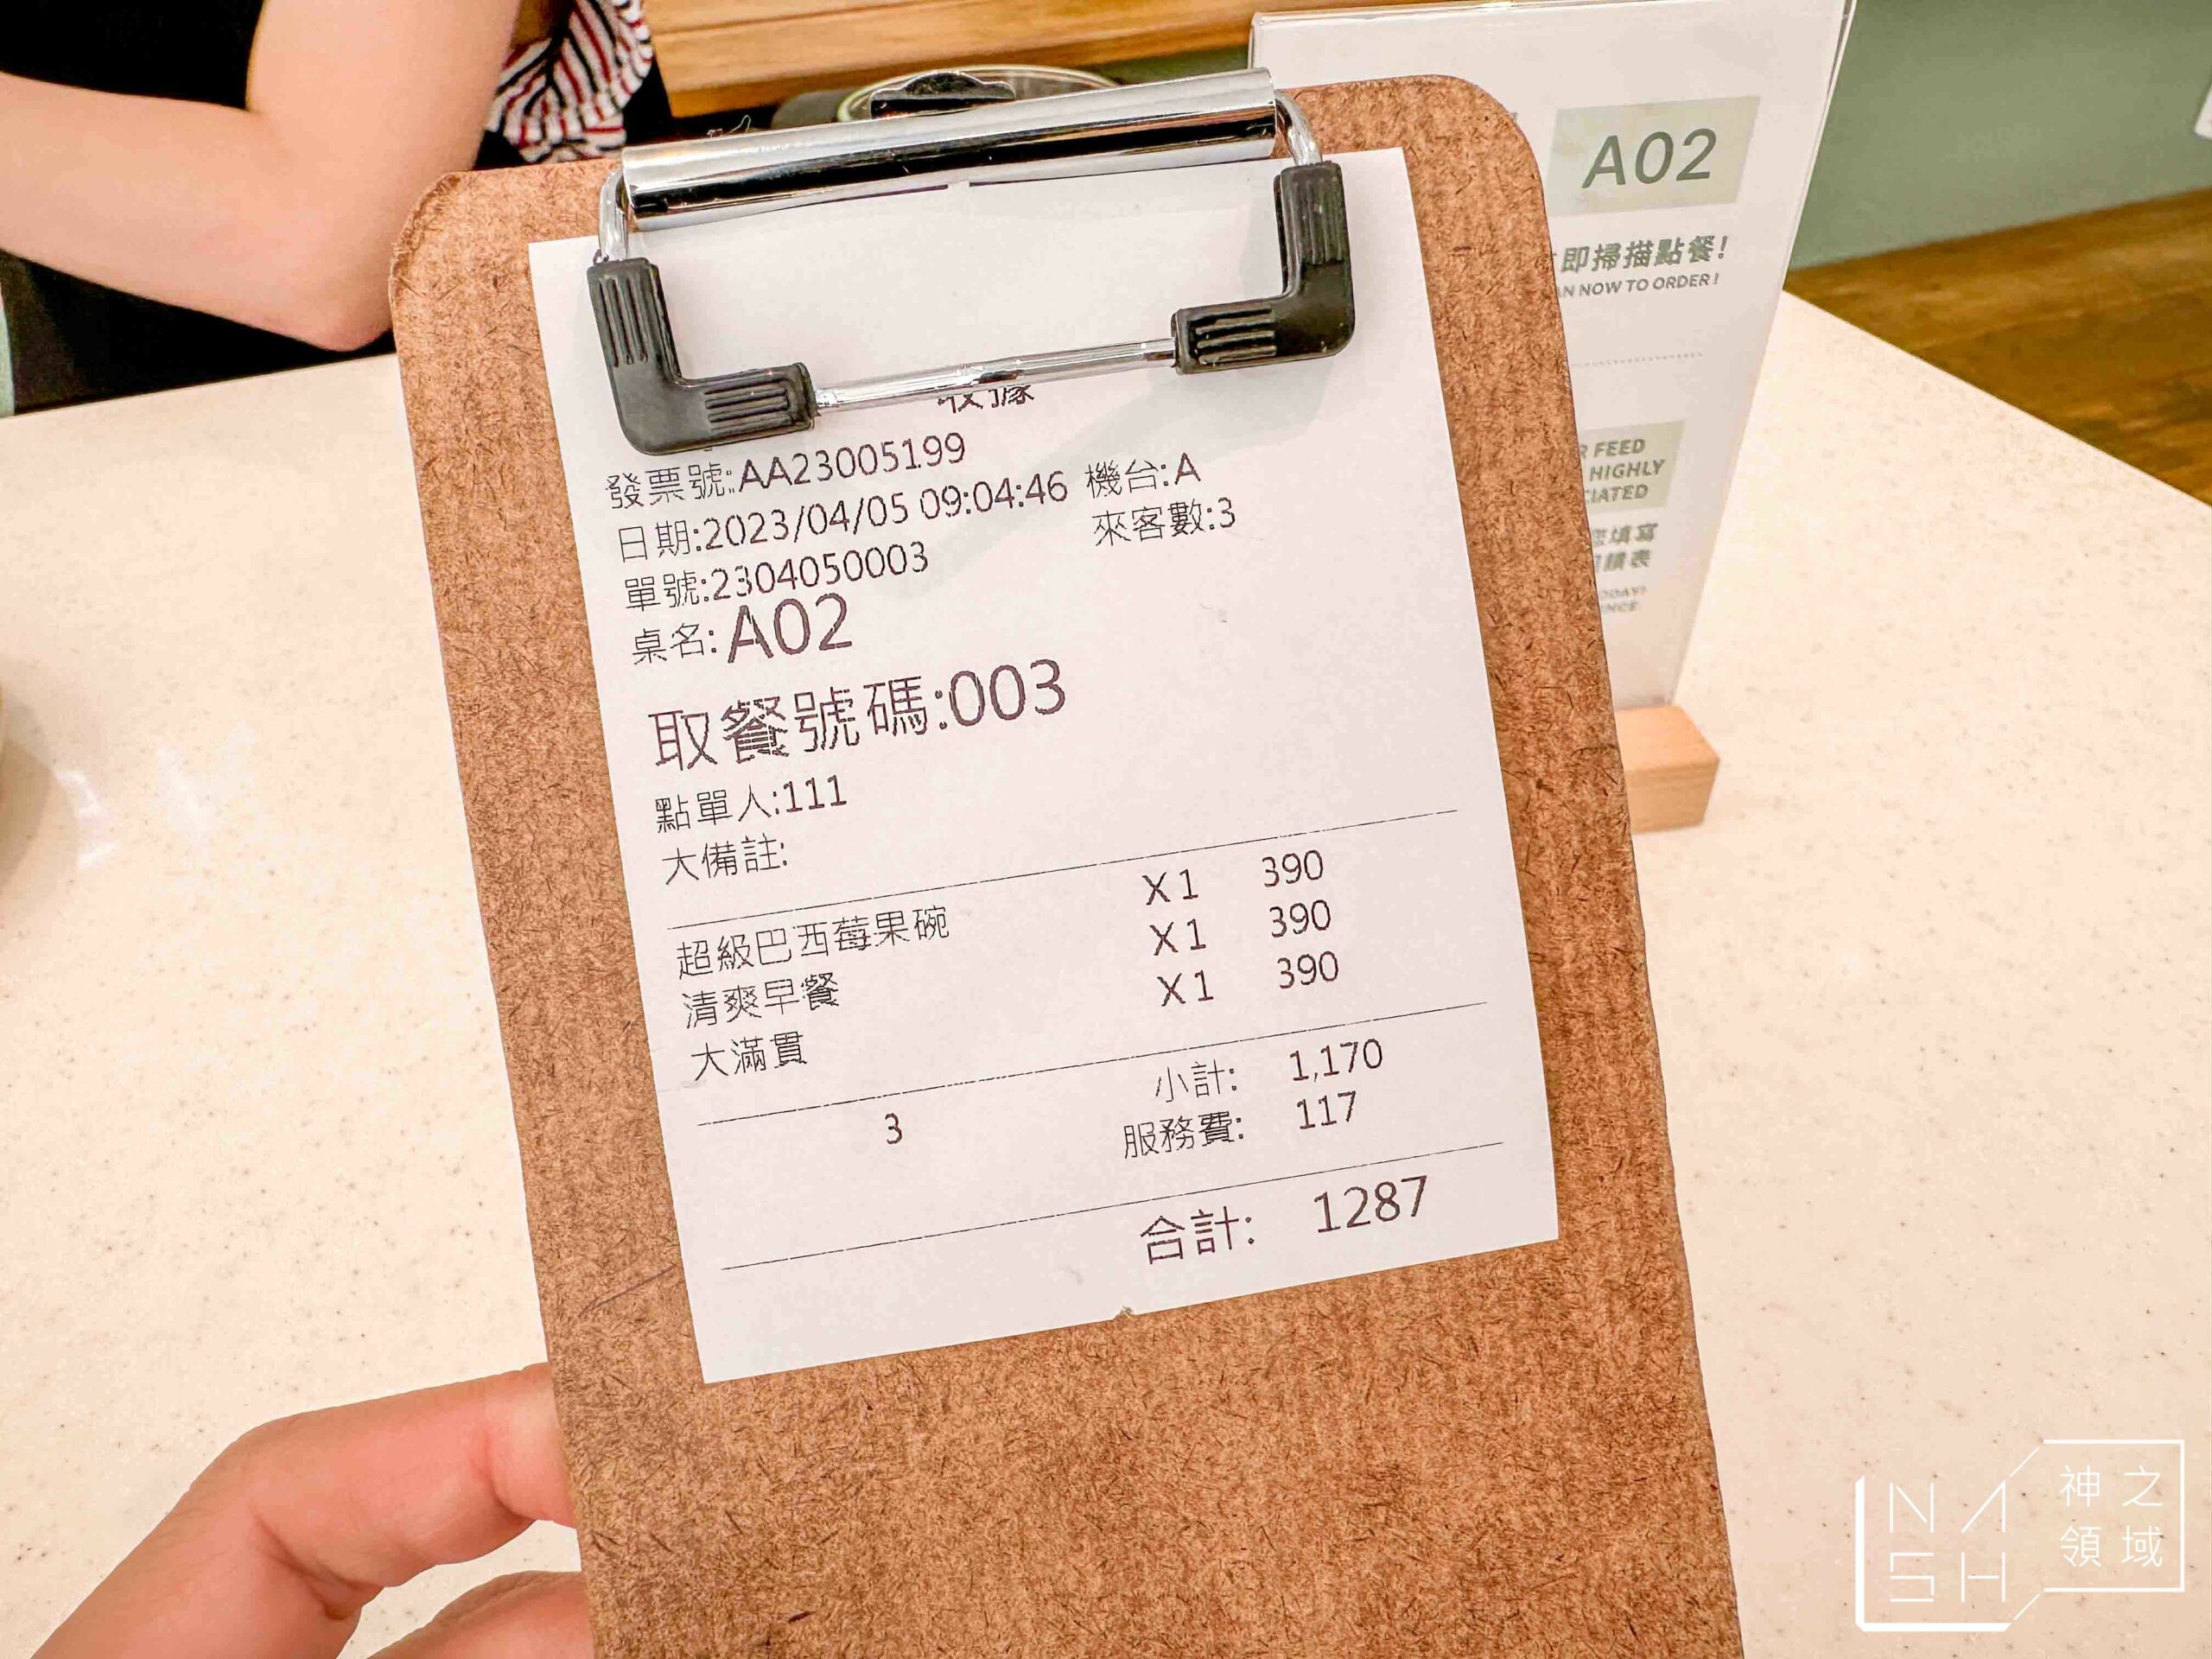 收據
發票號:AA23005199
日期:2023/04/05 09:04:46 機台:A
單號:2304050003 來客數:3
桌名:A02
取餐號碼:003
點單人:111
大備註:
超級巴西莓果碗 X1 390
清爽早餐 X1 390
大滿貫 X1 390
3 小計: 1,170
服務費: 117
合計: 1287
A02
即掃描點餐!
NOW TO ORDER!
FEED
HIGHLY
填寫
NASH
神之
領域